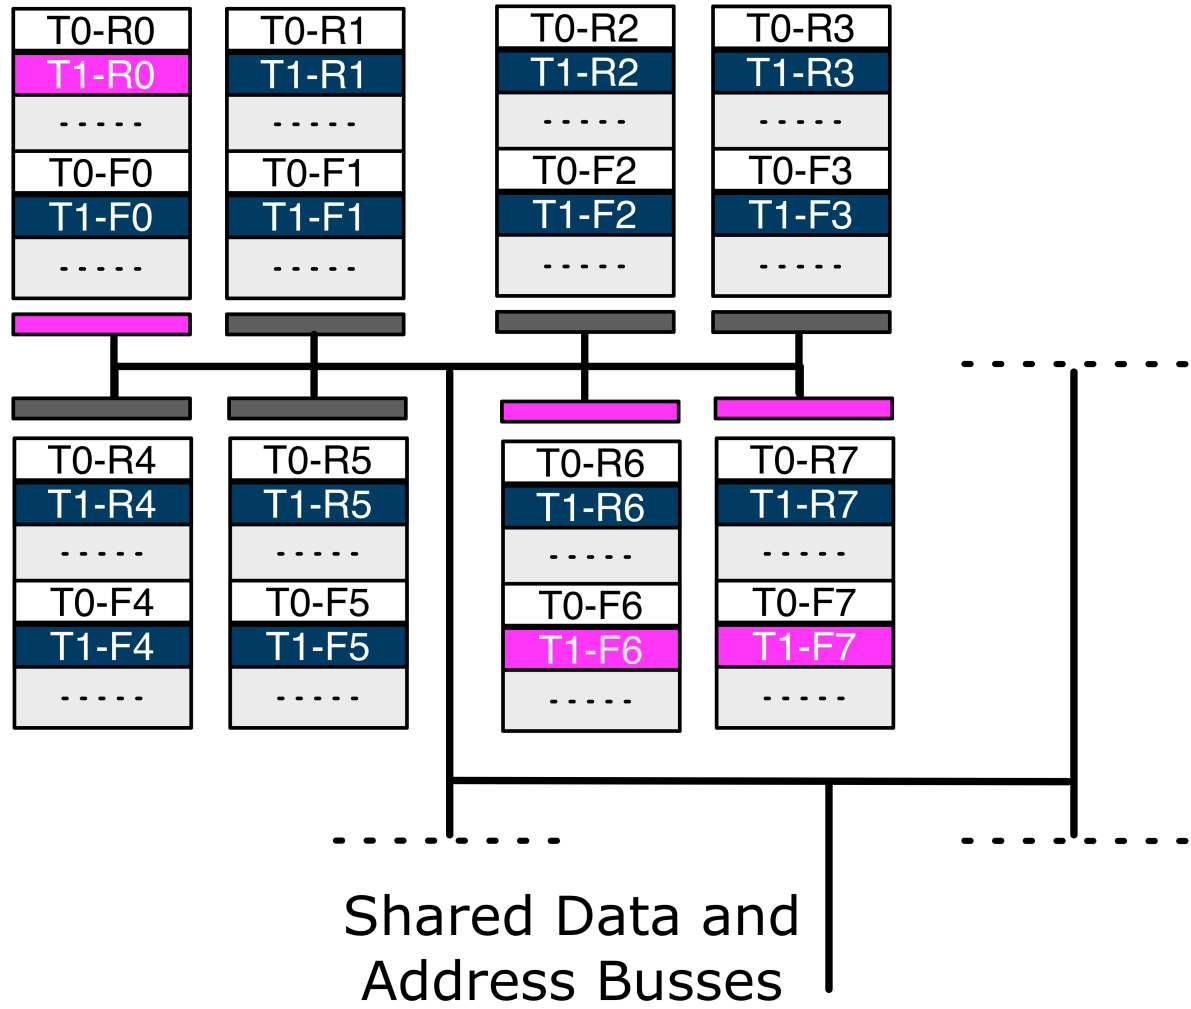 T0-R0
T1-R0
- - - - -
T0-F0
T1-F0
- - - - -
T0-R1
T1-R1
- - - - -
T0-F1
T1-F1
- - - - -
T0-R2
T1-R2
- - - - -
T0-F2
T1-F2
- - - - -
T0-R3
T1-R3
- - - - -
T0-F3
T1-F3
- - - - -
T0-R4
T1-R4
- - - - -
T0-F4
T1-F4
- - - - -
T0-R5
T1-R5
- - - - -
T0-F5
T1-F5
- - - - -
T0-R6
T1-R6
- - - - -
T0-F6
T1-F6
- - - - -
T0-R7
T1-R7
- - - - -
T0-F7
T1-F7
- - - - -
Shared Data and
Address Busses